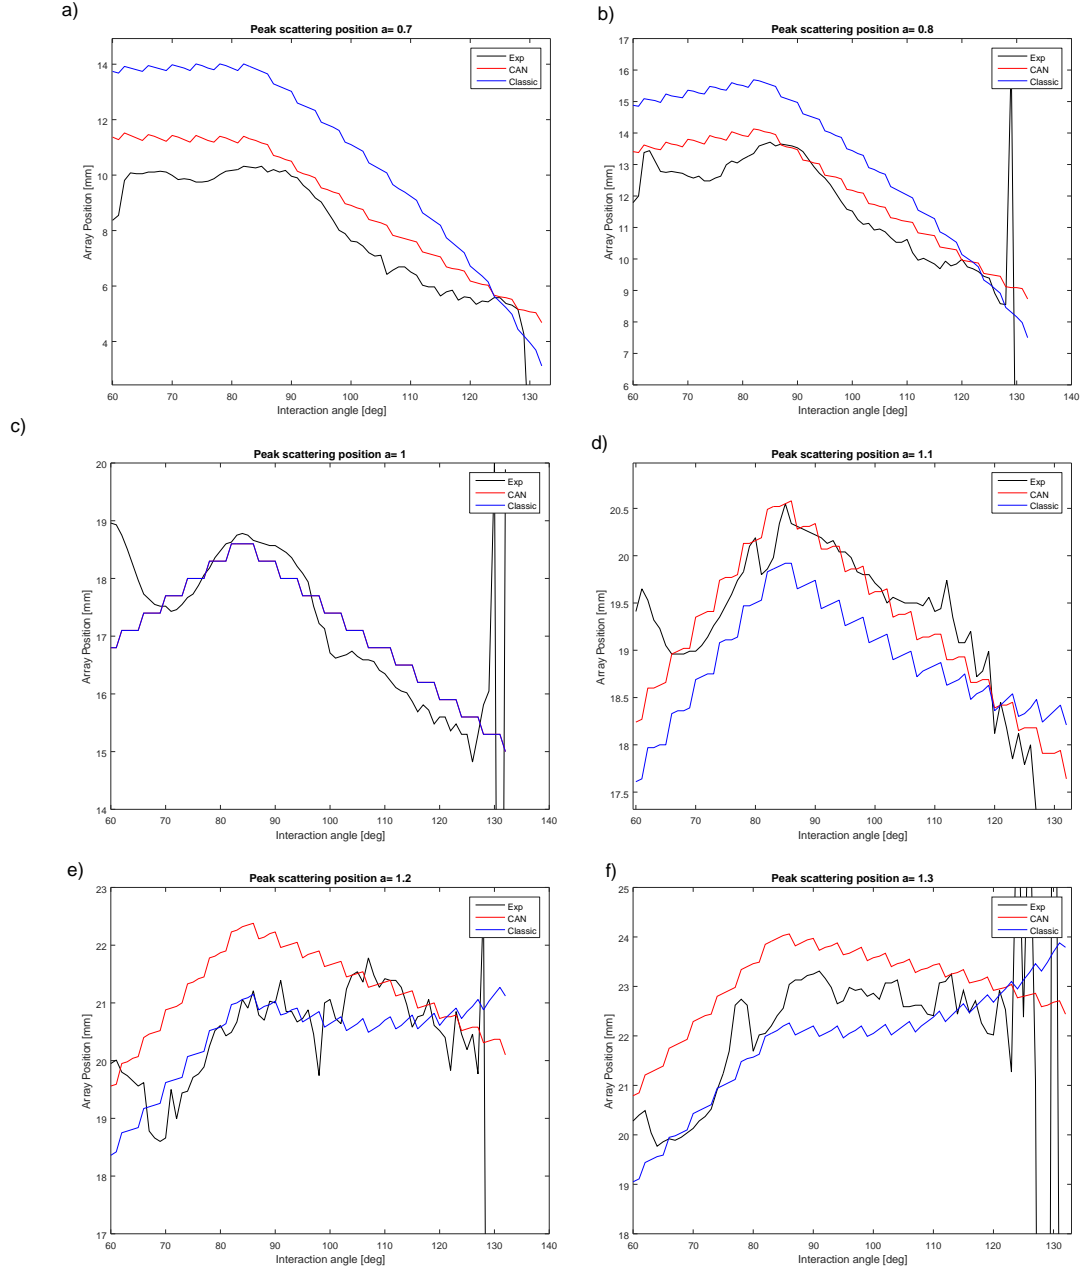 a)
Peak scattering position a= 0.7
Exp
CAN
Classic
Array Position [mm]
14
12
10
8
6
4
60 70 80 90 100 110 120 130
Interaction angle [deg]
b)
Peak scattering position a= 0.8
Exp
CAN
Classic
Array Position [mm]
17
16
15
14
13
12
11
10
9
8
7
6
60 70 80 90 100 110 120 130 140
Interaction angle [deg]
c)
Peak scattering position a= 1
Exp
CAN
Classic
Array Position [mm]
20
19
18
17
16
15
14
60 70 80 90 100 110 120 130 140
Interaction angle [deg]
d)
Peak scattering position a= 1.1
Exp
CAN
Classic
Array Position [mm]
20.5
20
19.5
19
18.5
18
17.5
60 70 80 90 100 110 120 130
Interaction angle [deg]
e)
Peak scattering position a= 1.2
Exp
CAN
Classic
Array Position [mm]
23
22
21
20
19
18
17
60 70 80 90 100 110 120 130 140
Interaction angle [deg]
f)
Peak scattering position a= 1.3
Exp
CAN
Classic
Array Position [mm]
25
24
23
22
21
20
19
18
60 70 80 90 100 110 120 130
Interaction angle [deg]